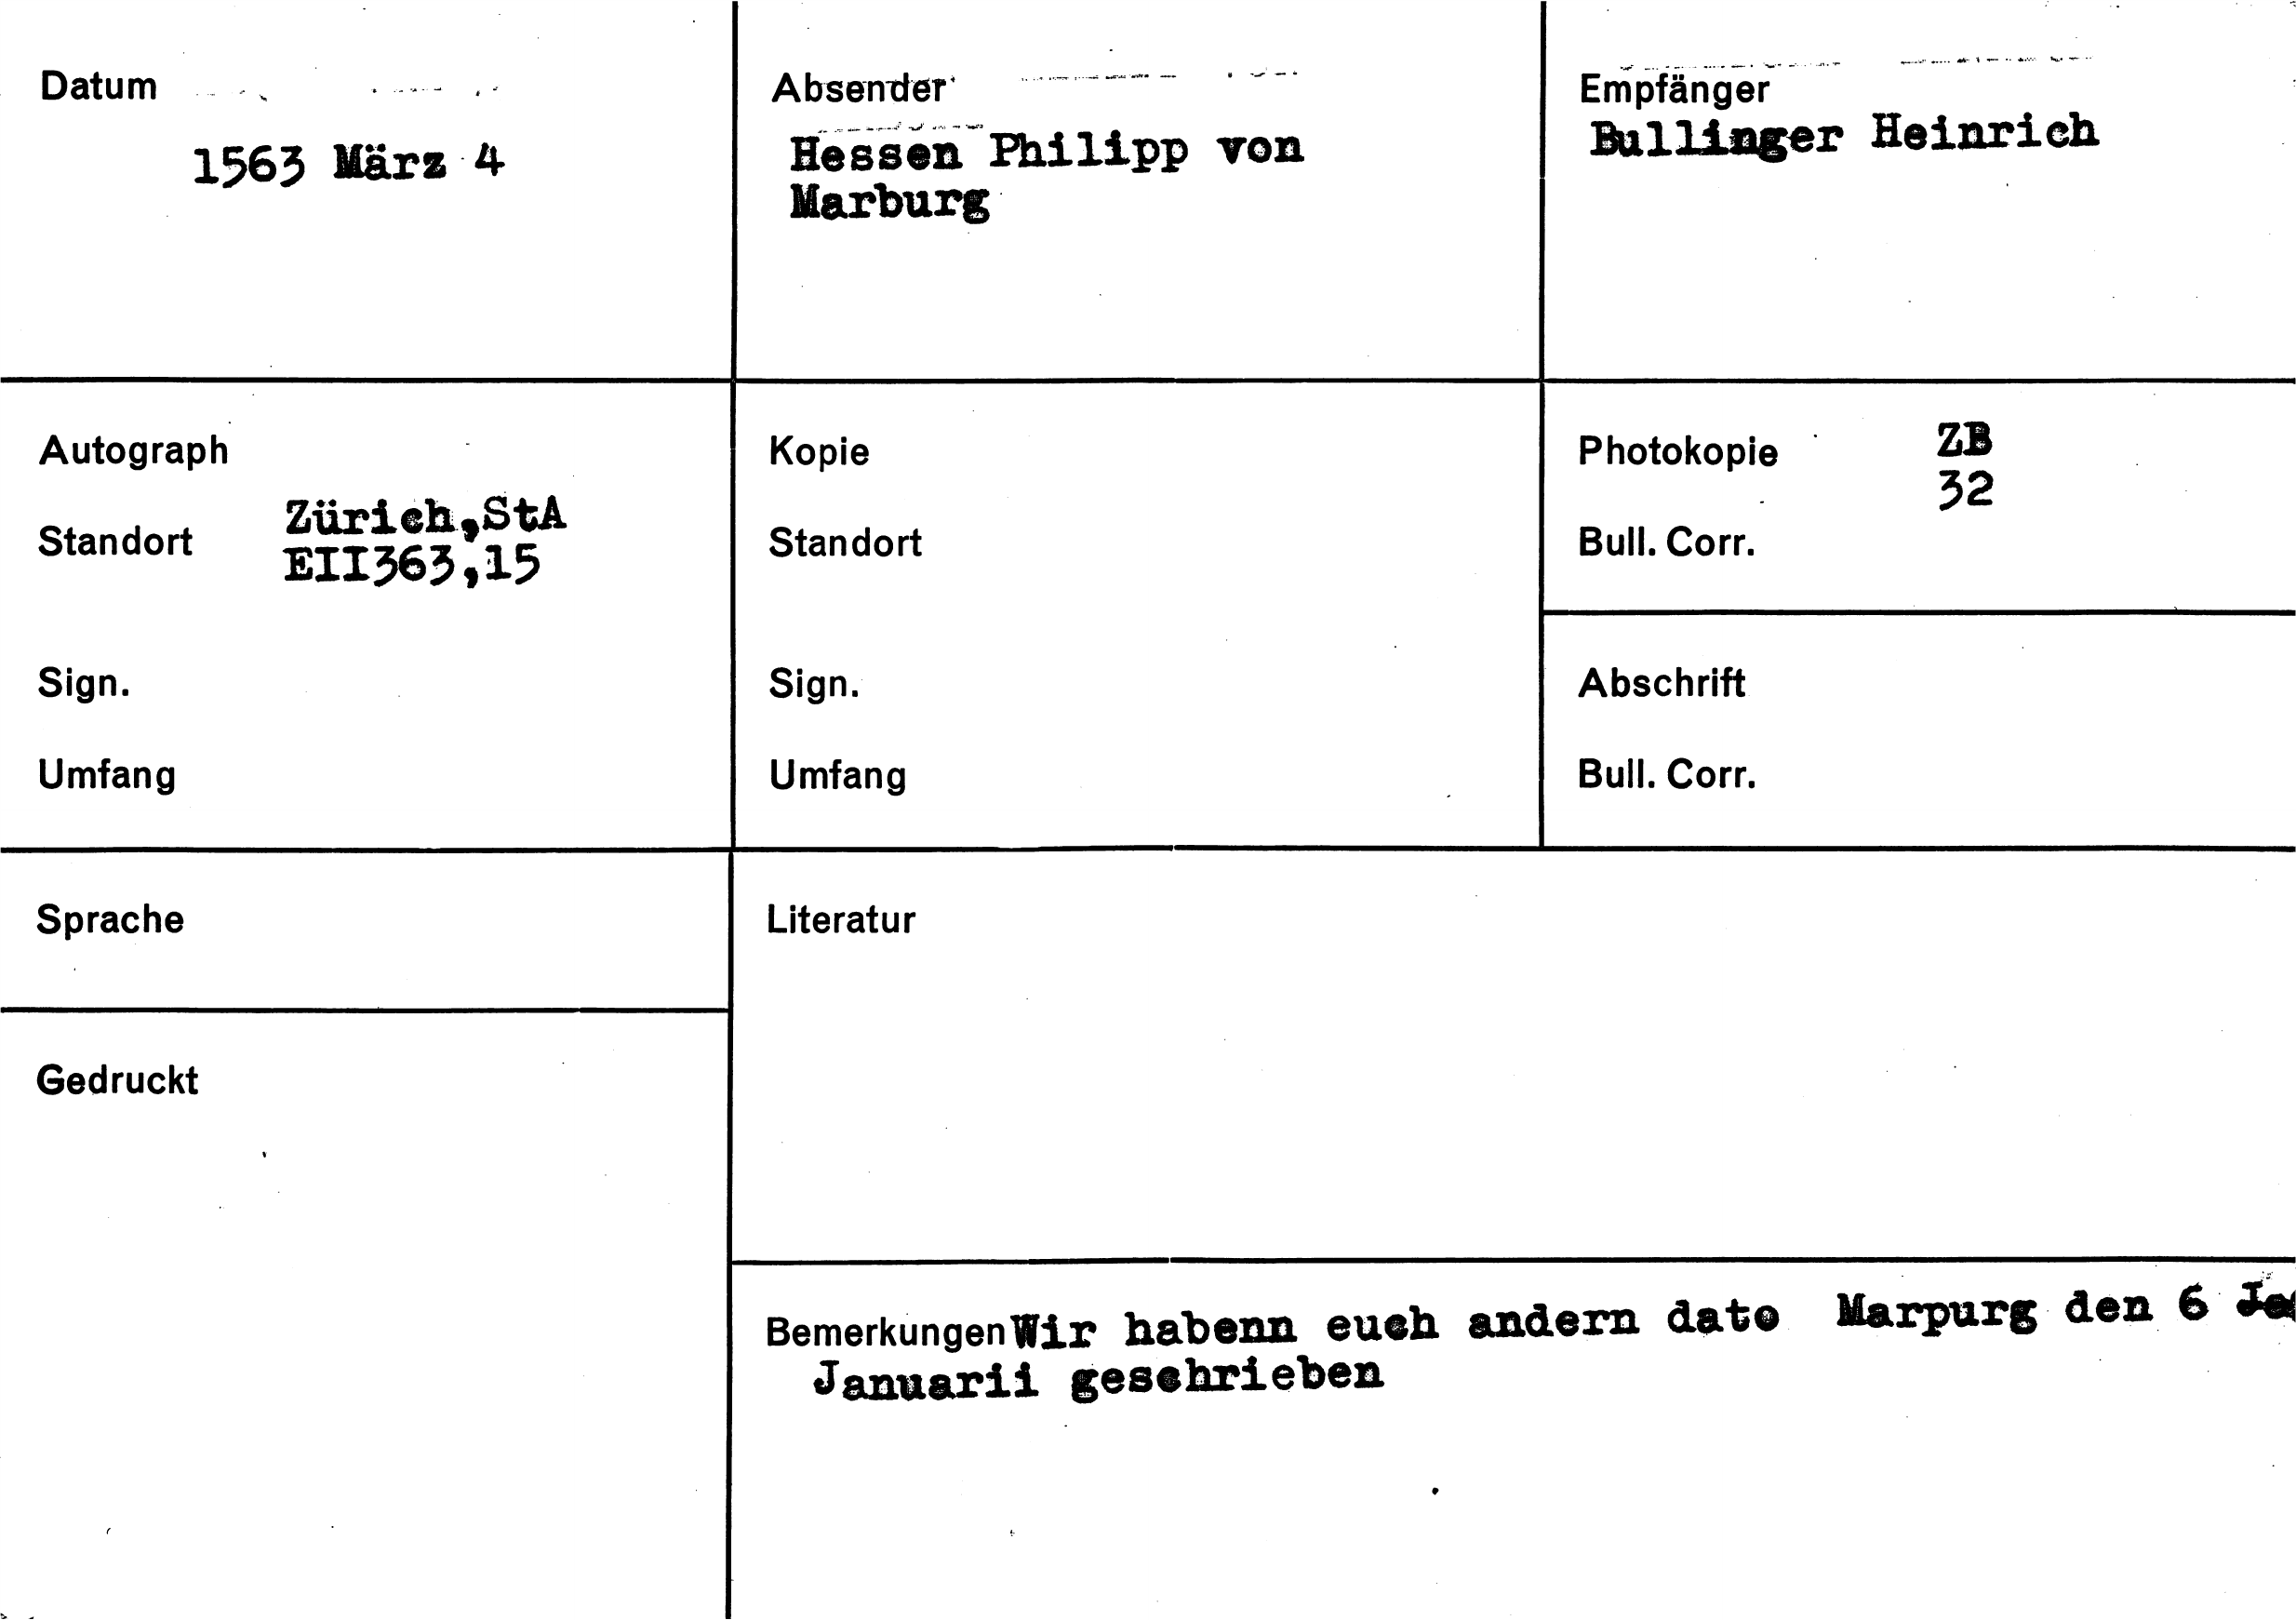 Datum
1563 März 4
Absender
Hessen Philipp von
Marburg
Empfänger
Bullinger Heinrich
Autograph
Standort
Zürich,StA
EII363,15
Sign.
Umfang
Kopie
Standort
Sign.
Umfang
Photokopie
ZB
32
Bull. Corr.
Abschrift
Bull. Corr.
Sprache
Literatur
Gedruckt
Bemerkungen Wir habenn euch andern dato Marpurg den 6
Januarii geschrieben